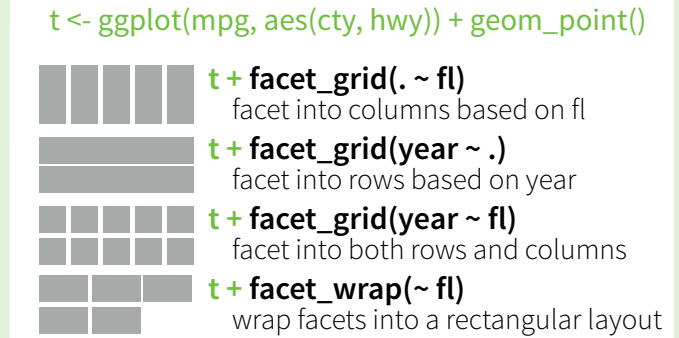 t <- ggplot(mpg, aes(cty, hwy)) + geom_point()
t + facet_grid(. ~ fl)
facet into columns based on fl
t + facet_grid(year ~ .)
facet into rows based on year
t + facet_grid(year ~ fl)
facet into both rows and columns
t + facet_wrap(~ fl)
wrap facets into a rectangular layout